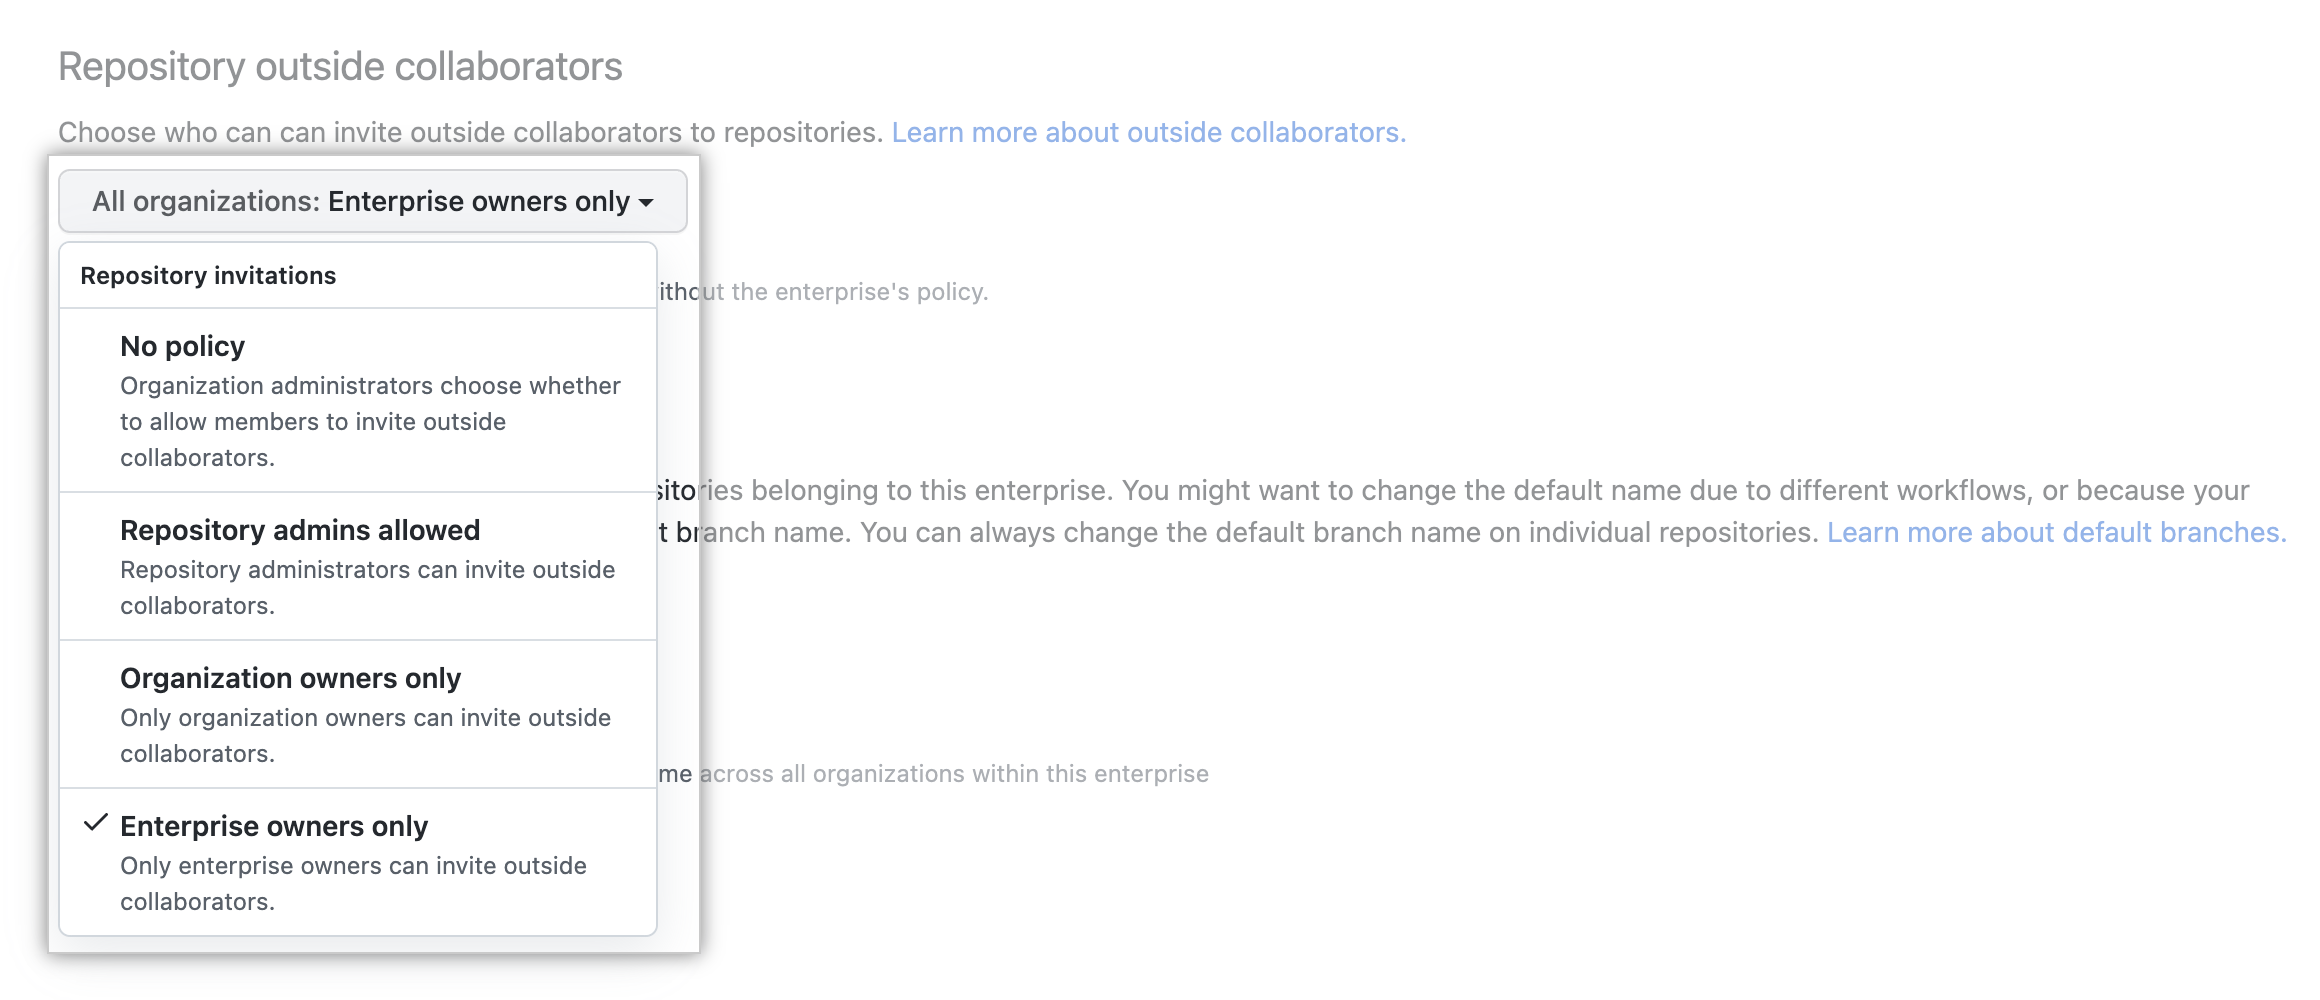 Repository outside collaborators
Choose who can can invite outside collaborators to repositories. Learn more about outside collaborators.
All organizations: Enterprise owners only
Repository invitations
the enterprise's policy.
No policy
Organization administrators choose whether
to allow members to invite outside
collaborators.
belonging to this enterprise. You might want to change the default name due to different workflows, or because your
branch name. You can always change the default branch name on individual repositories. Learn more about default branches.
Repository admins allowed
Repository administrators can invite outside
collaborators.
Organization owners only
Only organization owners can invite outside
collaborators.
across all organizations within this enterprise
Enterprise owners only
Only enterprise owners can invite outside
collaborators.